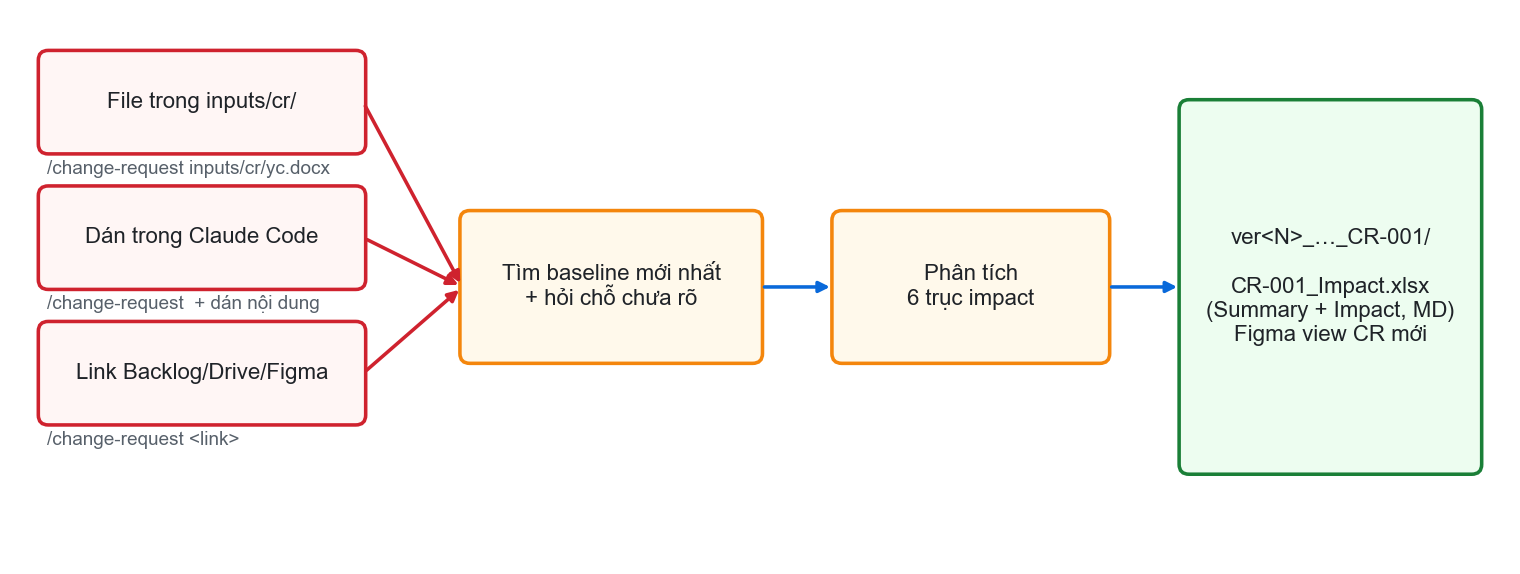 File trong inputs/cr/
/change-request inputs/cr/yc.docx
Dán trong Claude Code
/change-request  + dán nội dung
Link Backlog/Drive/Figma
/change-request <link>
Tìm baseline mới nhất
+ hỏi chỗ chưa rõ
Phân tích
6 trục impact
ver<N>_..._CR-001/
CR-001_Impact.xlsx
(Summary + Impact, MD)
Figma view CR mới